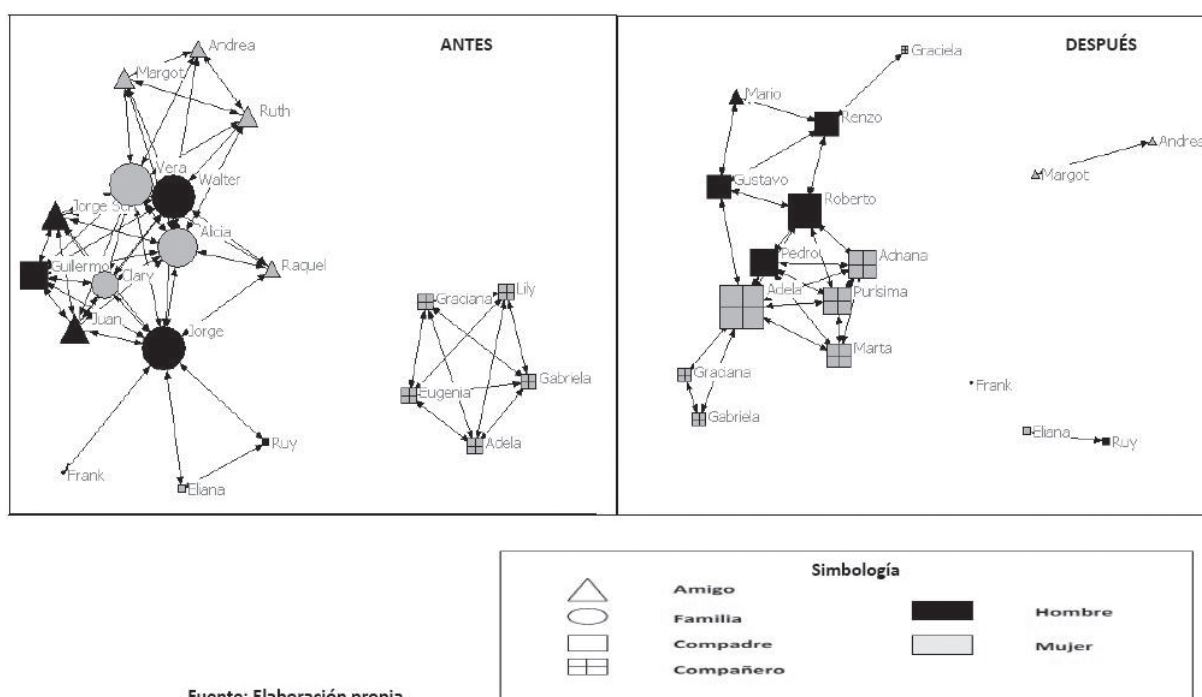 ANTES
Andrea
Margot
Ruth
Vera
Walter
Jorge
Alicia
Guillermo
Clary
Raquel
Juan
Graciana
Lily
Jorge
Eugenia
Gabriela
Adela
Ruy
Frank
Eliana
DESPUÉS
Graciela
Mario
Renzo
Andrea
Margot
Gustavo
Roberto
Pedro
Adnana
Adela
Purisima
Marta
Graciana
Frank
Gabriela
Eliana
Ruy
Simbología
Amigo
Familia
Hombre
Compadre
Mujer
Compañero
Fuente: Elaboración propia